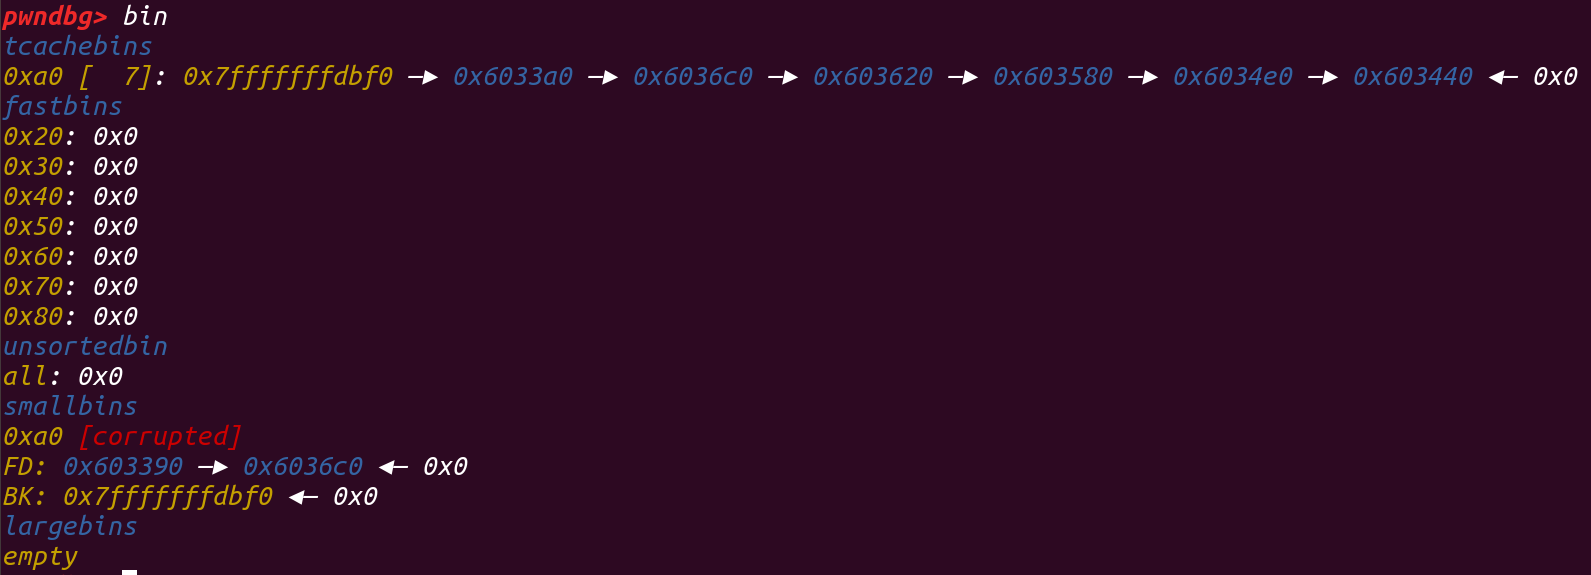 pwndbg> bin
tcachebins
0xa0 [  7]: 0x7fffffffdbf0 —▸ 0x6033a0 —▸ 0x6036c0 —▸ 0x603620 —▸ 0x603580 —▸ 0x6034e0 —▸ 0x603440 ◂— 0x0
fastbins
0x20: 0x0
0x30: 0x0
0x40: 0x0
0x50: 0x0
0x60: 0x0
0x70: 0x0
0x80: 0x0
unsortedbin
all: 0x0
smallbins
0xa0 [corrupted]
FD: 0x603390 —▸ 0x6036c0 ◂— 0x0
BK: 0x7fffffffdbf0 ◂— 0x0
largebins
empty